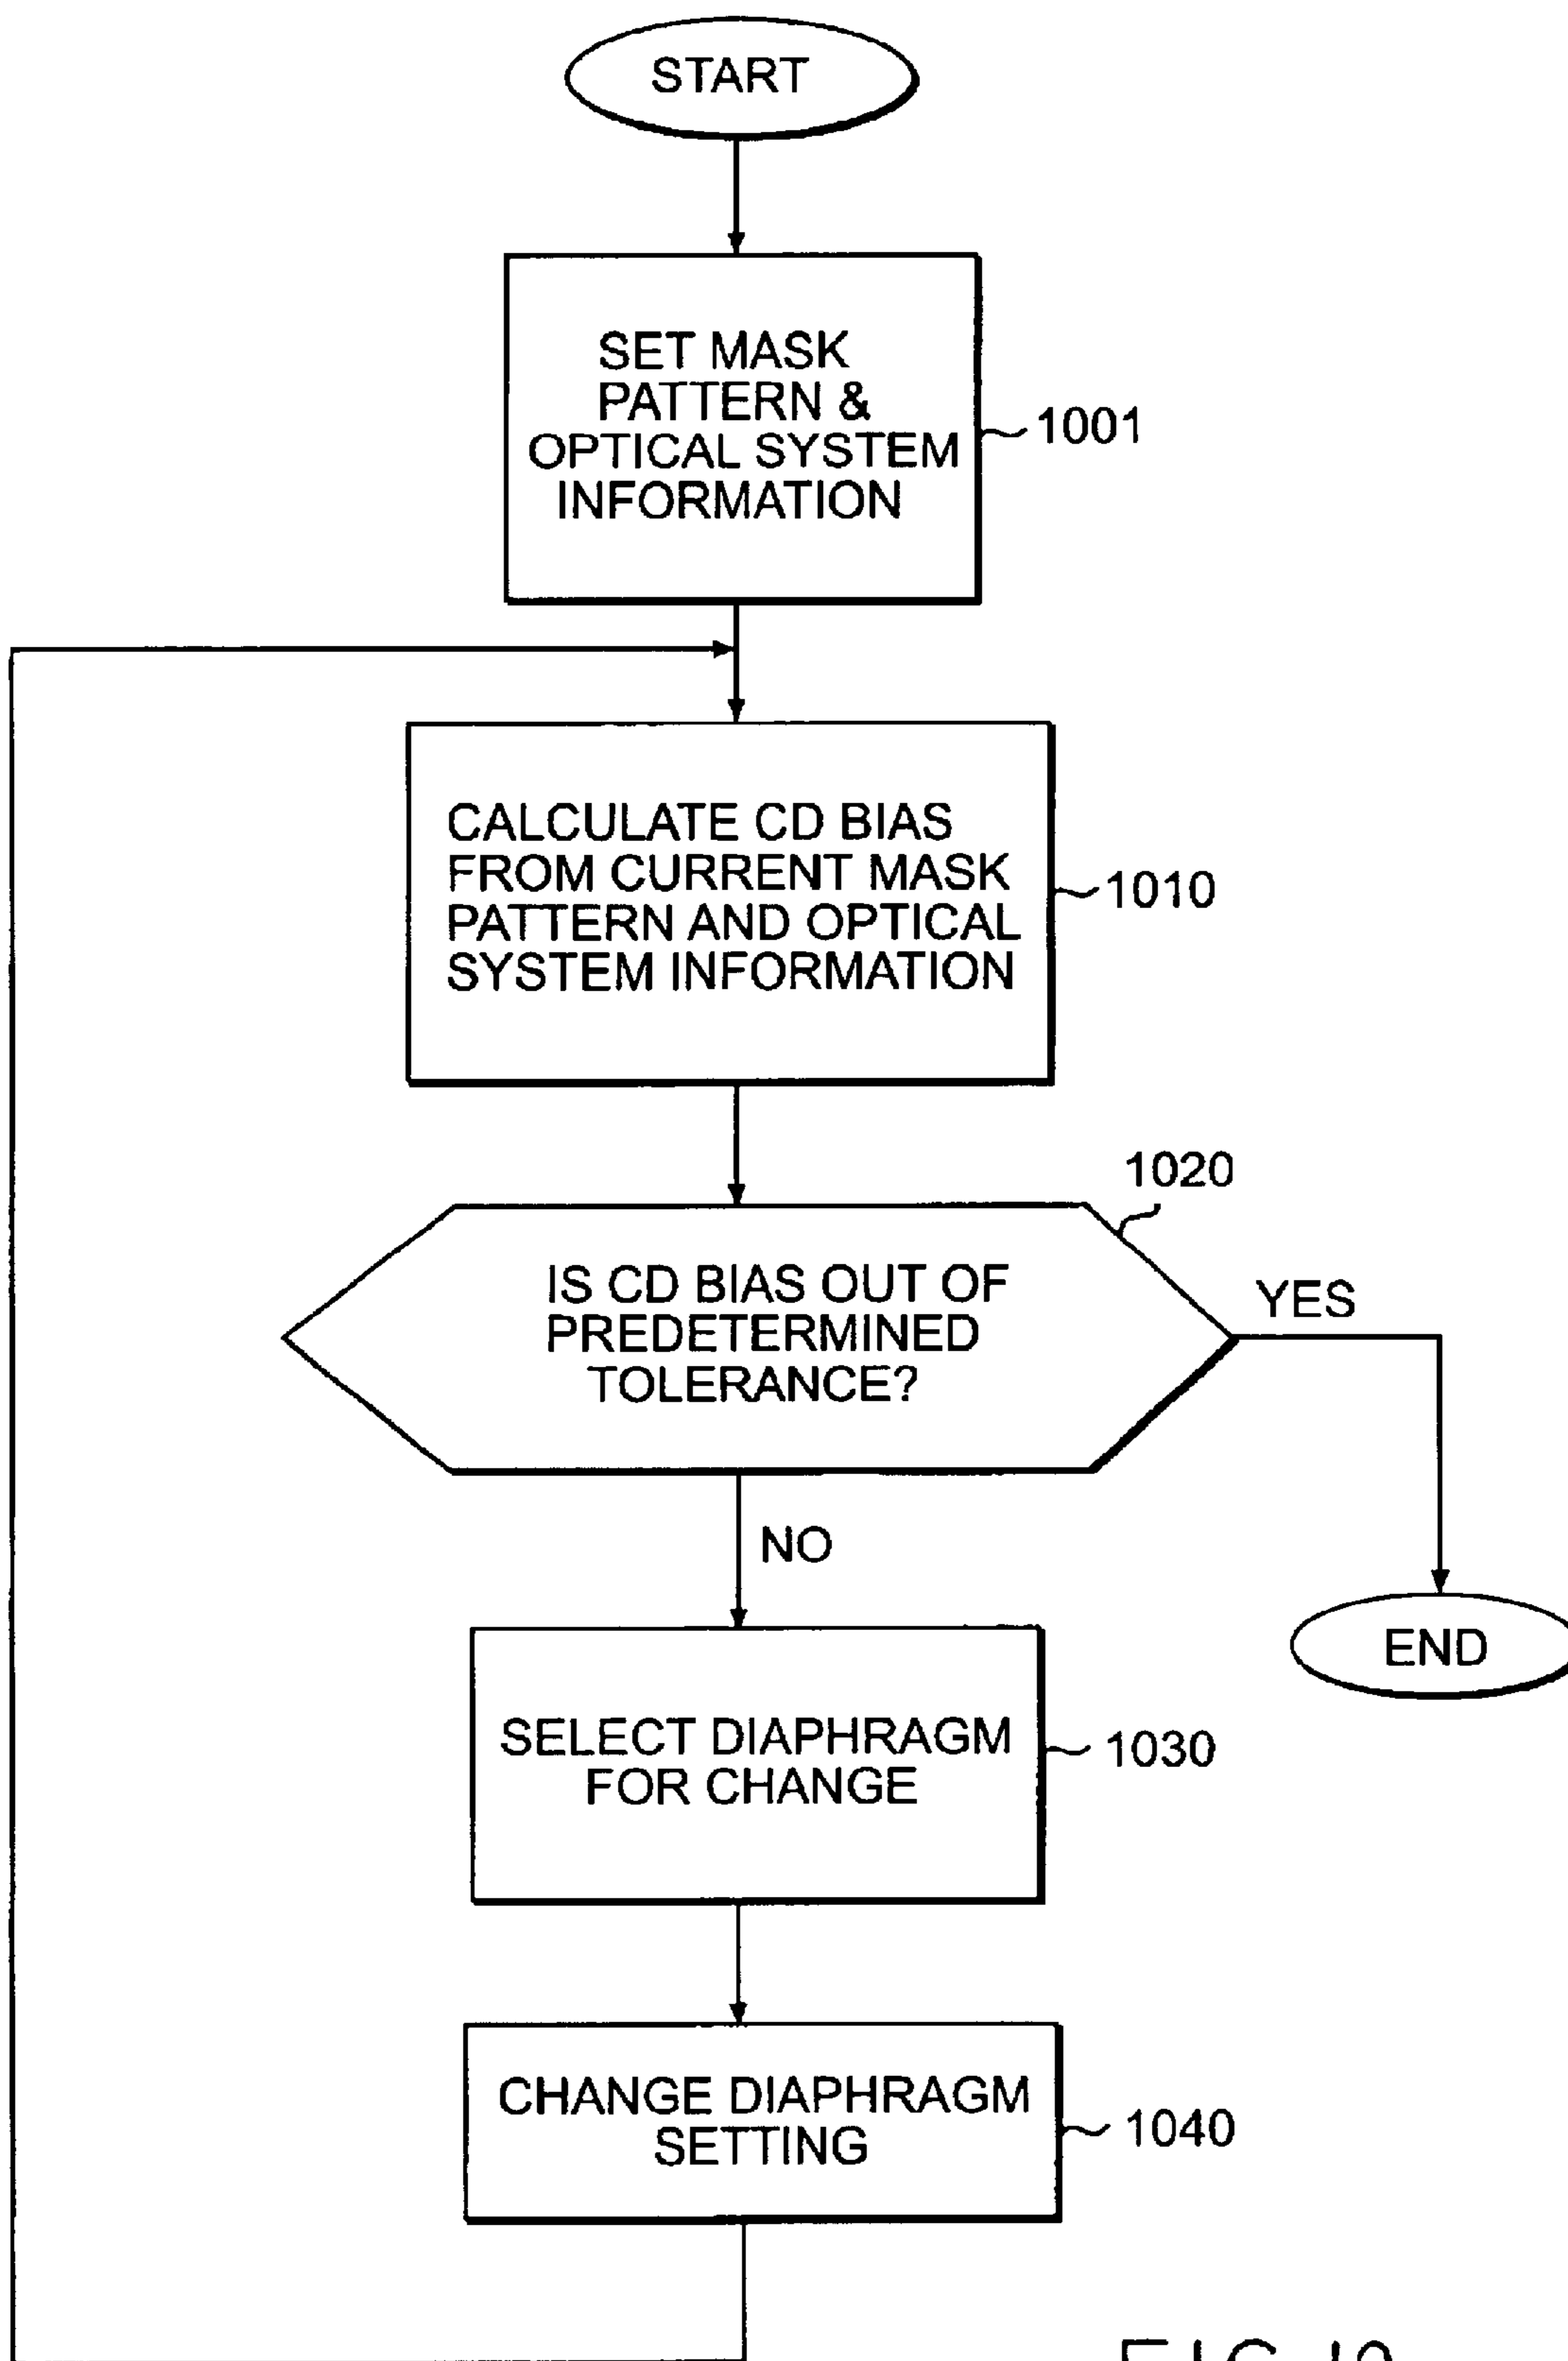 START
SET MASK
PATTERN &
OPTICAL SYSTEM
INFORMATION
1001
CALCULATE CD BIAS
FROM CURRENT MASK
PATTERN AND OPTICAL
SYSTEM INFORMATION
1010
1020
IS CD BIAS OUT OF
PREDETERMINED
TOLERANCE?
YES
NO
END
SELECT DIAPHRAGM
FOR CHANGE
1030
CHANGE DIAPHRAGM
SETTING
1040